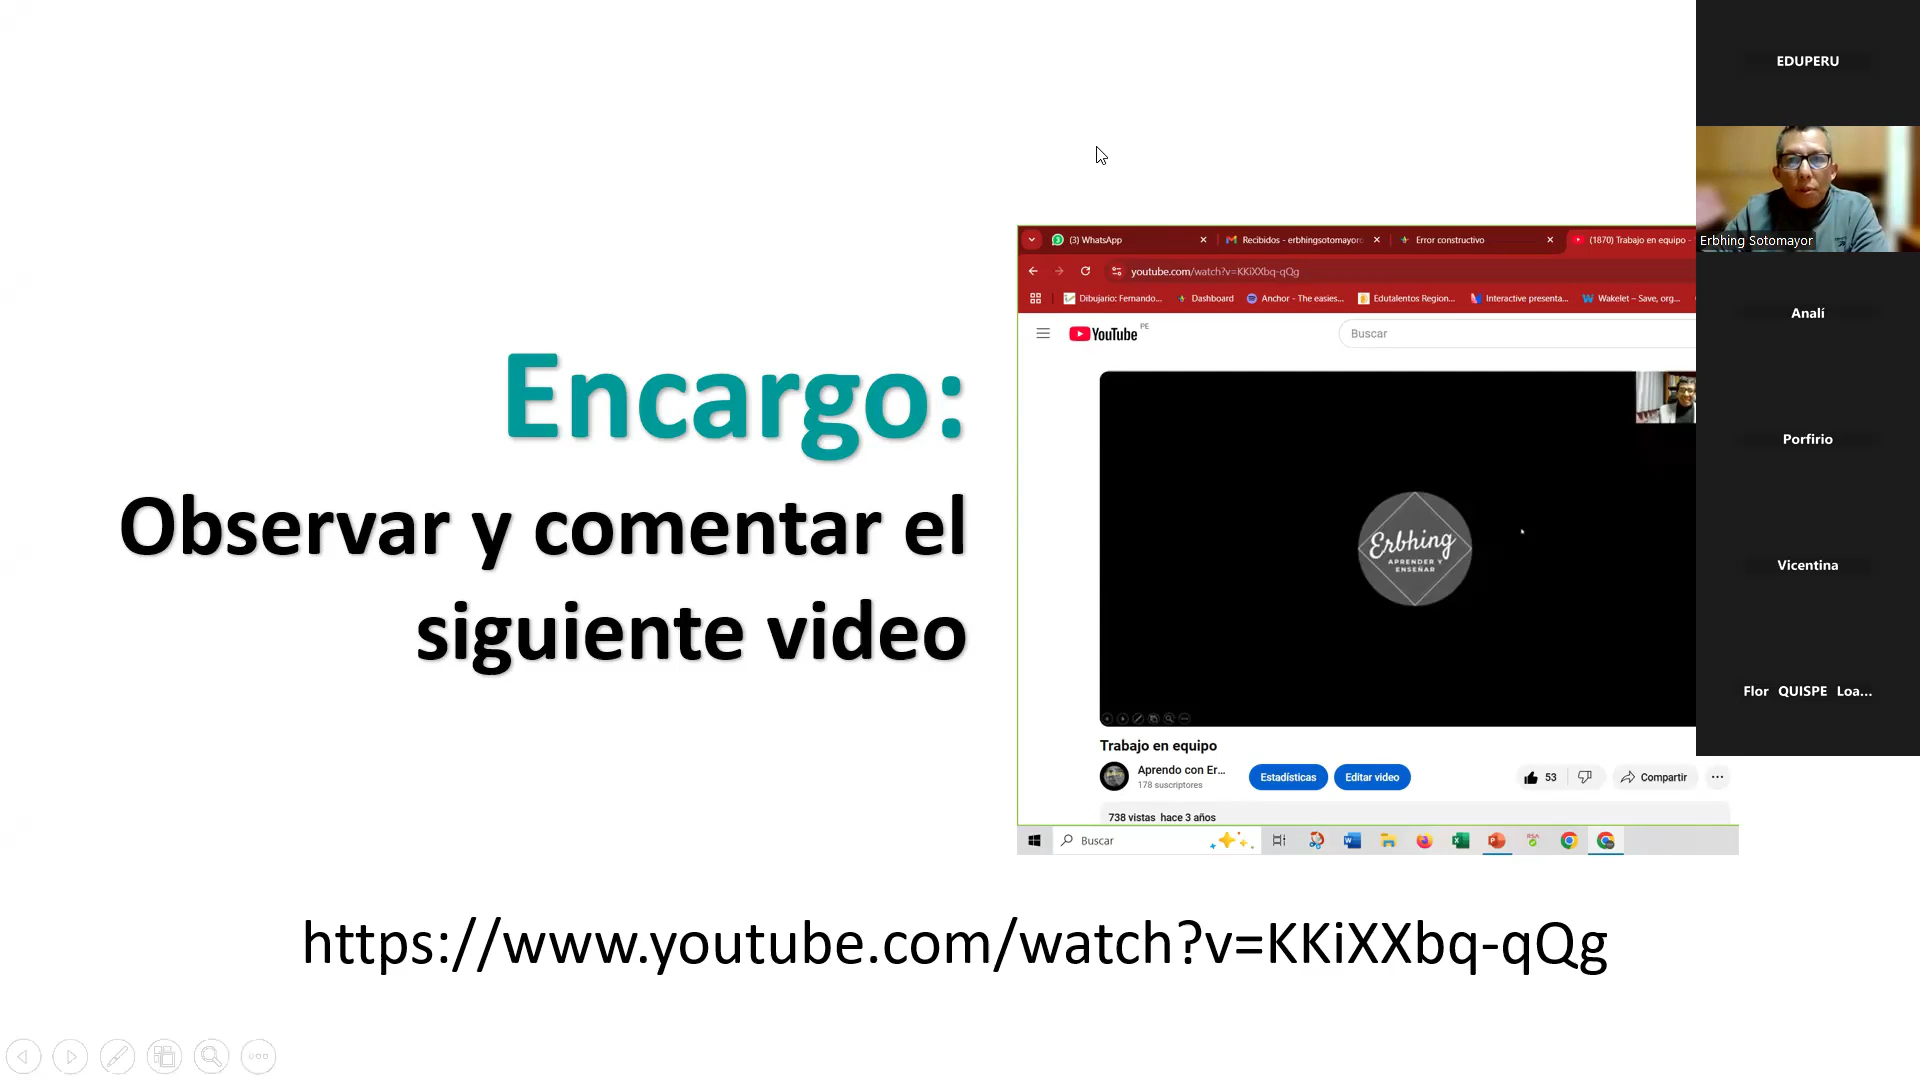 Encargo:
Observar y comentar el
siguiente video
(3) WhatsApp
Recibidos - erbhingsotomayor
Error constructivo
(1870) Trabajo en equipo -
youtube.com/watch?v=KKiXXbq-qQg
Dibujario: Fernando...
Dashboard
Anchor - The easies...
Edutalentos Region...
Interactive presenta...
Wakelet – Save, org...
YouTube PE
Buscar
Erbhing
APRENDER Y
ENSEÑAR
Trabajo en equipo
Aprendo con Er...
178 suscriptores
Estadísticas
Editar video
53
Compartir
738 vistas hace 3 años
Buscar
https://www.youtube.com/watch?v=KKiXXbq-qQg
EDUPERU
Erbhing Sotomayor
Analí
Porfirio
Vicentina
Flor QUISPE Loa...